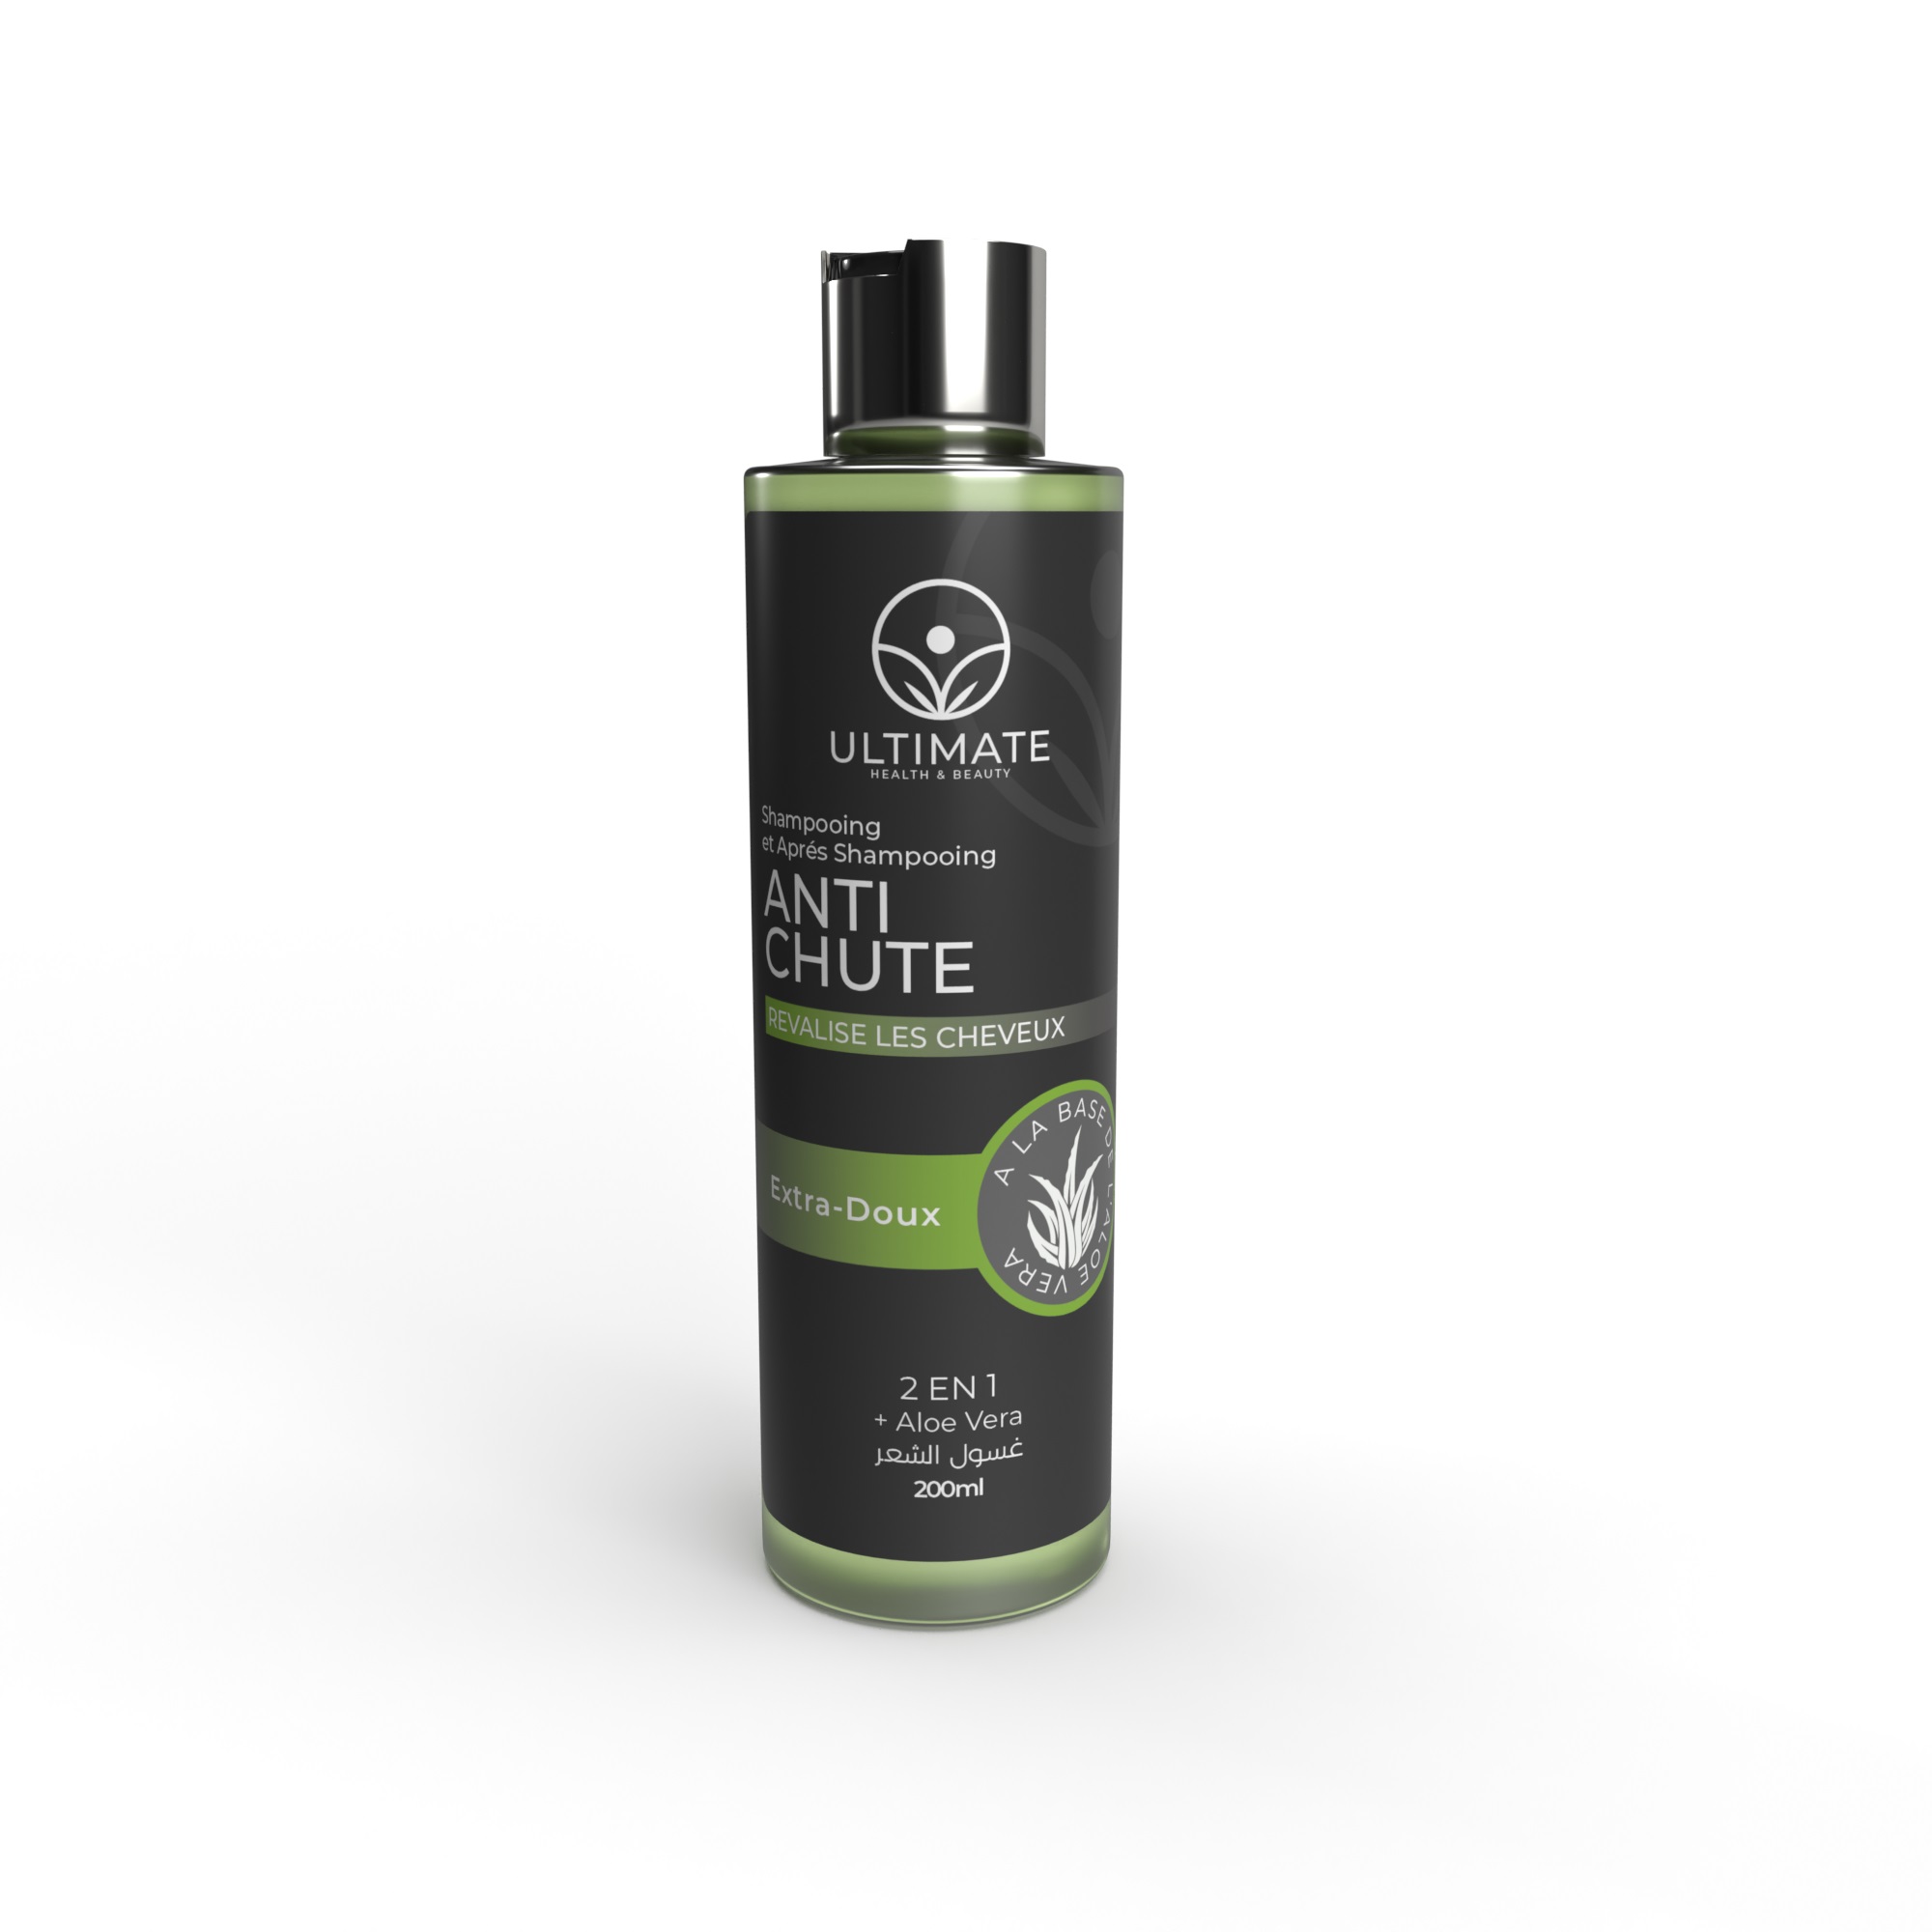 ULTIMATE
HEALTH & BEAUTY
Shampooing
et Aprés Shampooing
ANTI
CHUTE
REVALISE LES CHEVEUX
A LA BASE DE L'ALOE VERA
Extra-Doux
2 EN 1
+ Aloe Vera
غسول الشعر
200ml